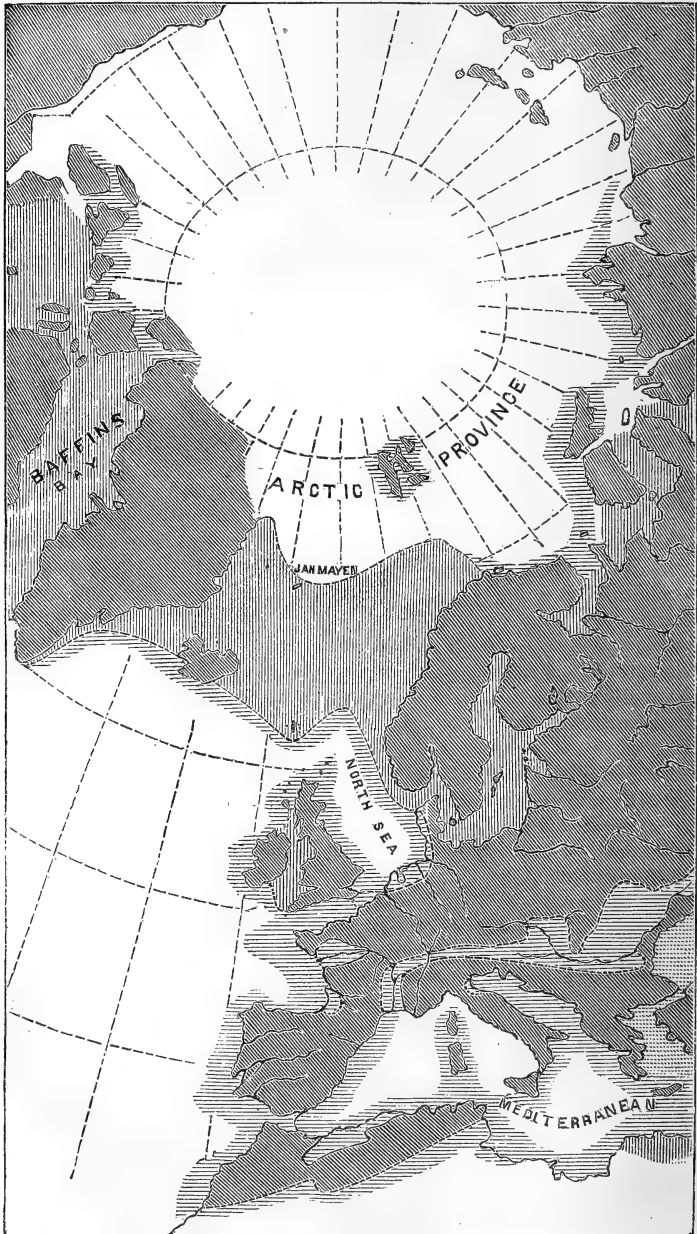 BAFFINS
BAY
ARCTIC PROVINCE
JAN MAYEN
NORTH SEA
MEDITERRANEAN